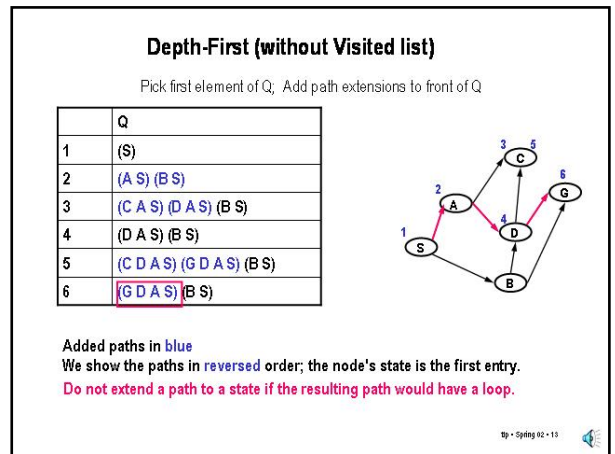 Depth-First (without Visited list)
Pick first element of Q; Add path extensions to front of Q
Q
1 (S)
2 (A S) (B S)
3 (C A S) (D A S) (B S)
4 (D A S) (B S)
5 (C D A S) (G D A S) (B S)
6 (G D A S) (B S)
3 5
C
6
G
2
A
4
D
1
S
B
Added paths in blue
We show the paths in reversed order; the node's state is the first entry.
Do not extend a path to a state if the resulting path would have a loop.
tlp • Spring 02 • 13